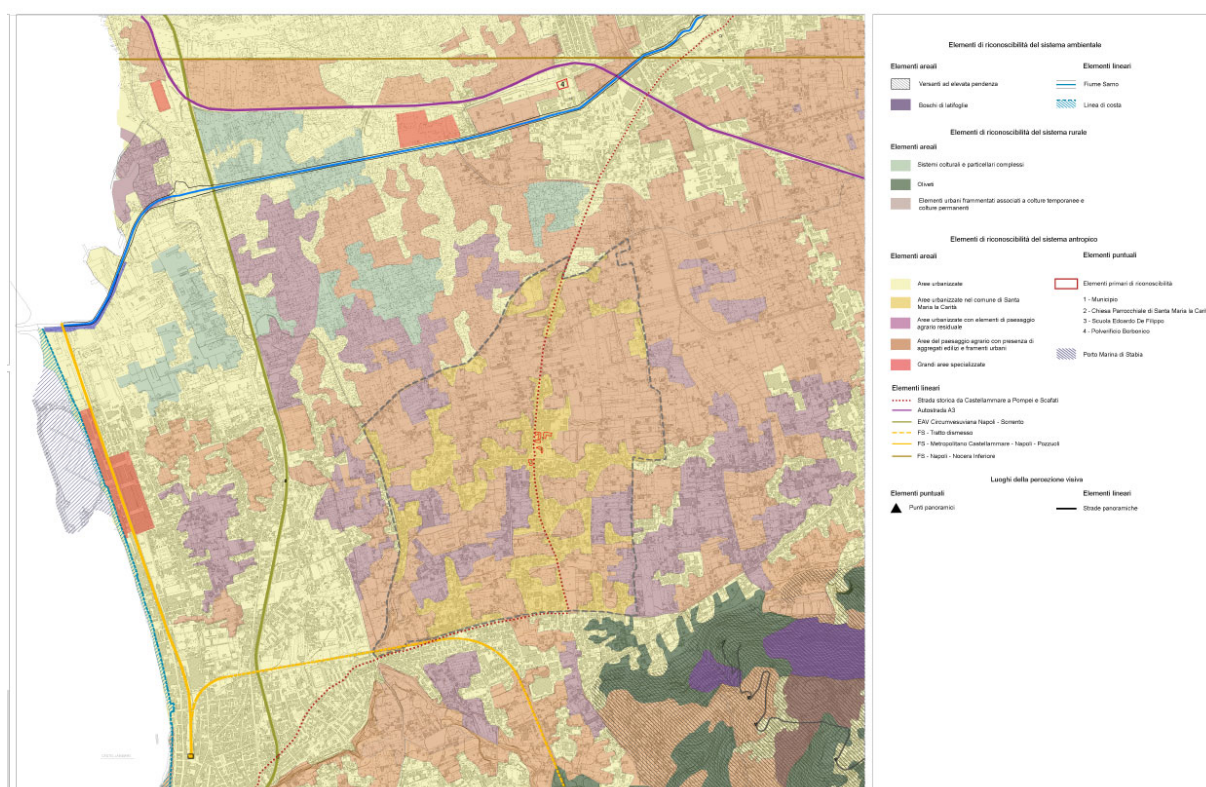 Elementi di riconoscibilità del sistema ambientale
Elementi areali
Elementi lineari
Versanti ad elevata pendenza
Fiume Sarno
Boschi di latifoglie
Linea di costa
Elementi di riconoscibilità del sistema rurale
Elementi areali
Sistemi colturali e particellari complessi
Oliveti
Elementi urbani frammentati associati a colture temporanee e
colture permanenti
Elementi di riconoscibilità del sistema antropico
Elementi areali
Elementi puntuali
Aree urbanizzate
Elementi primari di riconoscibilità
Aree urbanizzate nel comune di Santa
Maria la Carità
1 - Municipio
2 - Chiesa Parrocchiale di Santa Maria la Carità
Aree urbanizzate con elementi di paesaggio
agrario residuale
3 - Scuola Edoardo De Filippo
4 - Polverificio Borbonico
Aree del paesaggio agrario con presenza di
aggregati edilizi e framenti urbani
Porto Marina di Stabia
Grandi aree specializzate
Elementi lineari
Strada storica da Castellammare a Pompei e Scafati
Autostrada A3
EAV Circumvesuviana Napoli - Sorrento
FS - Tratto dismesso
FS - Metropolitano Castellammare - Napoli - Pozzuoli
FS - Napoli - Nocera Inferiore
Luoghi della percezione visiva
Elementi puntuali
Elementi lineari
Punti panoramici
Strade panoramiche
4